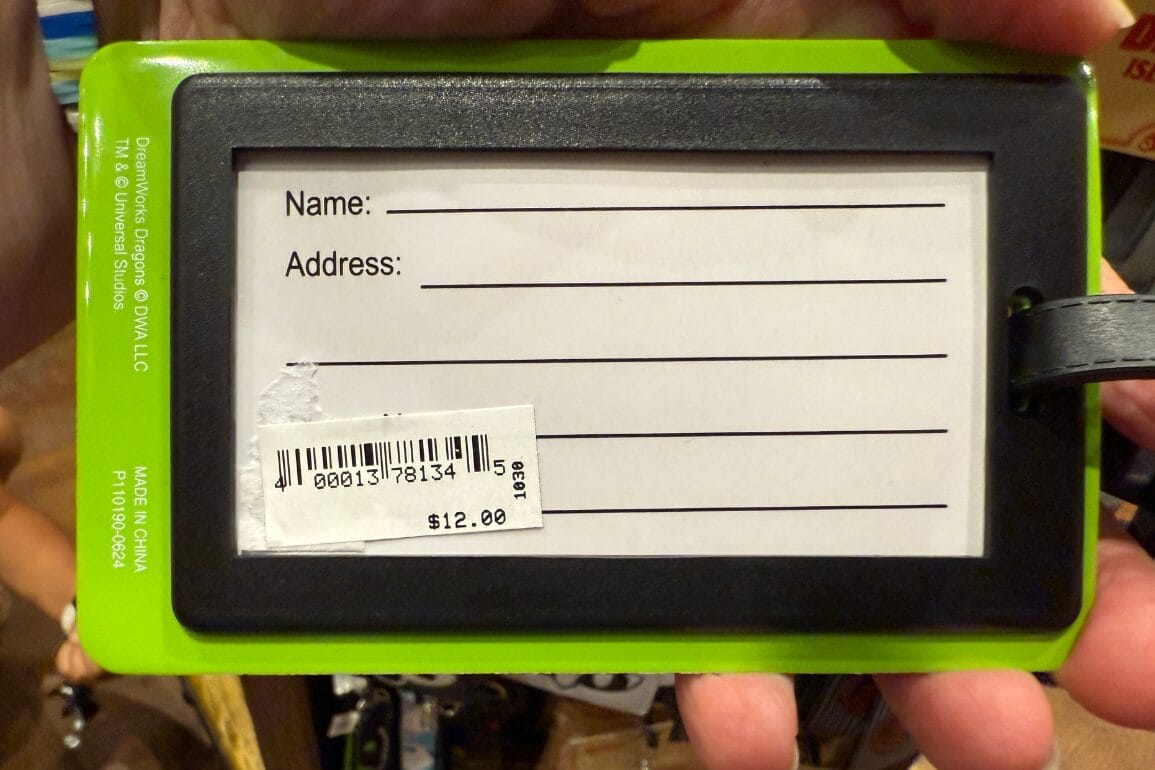 Name:
Address:
4 00013 78134 5
1030
$12.00
DreamWorks Dragons © DWA LLC
TM & © Universal Studios
MADE IN CHINA
P110190-0624